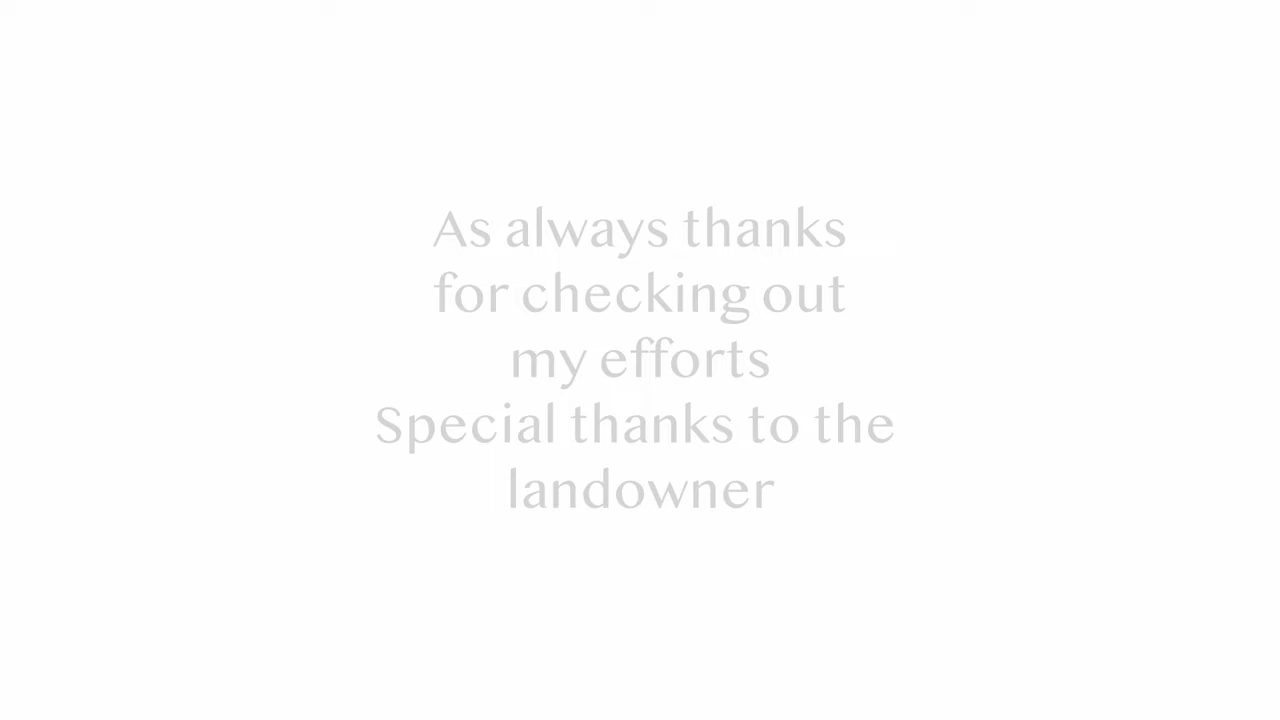 As always thanks
for checking out
my efforts
Special thanks to the
landowner